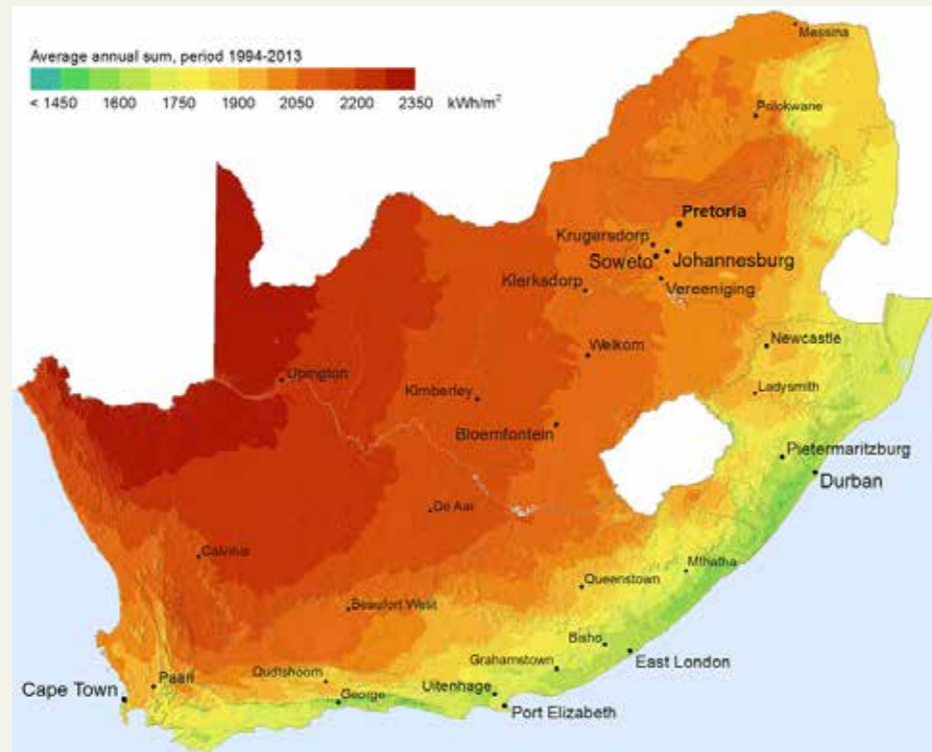 Average annual sum, period 1994-2013
< 1450 1600 1750 1900 2050 2200 2350 kWh/m²
Messina
Polokwane
Pretoria
Krugersdorp
Soweto
Johannesburg
Klerksdorp
Vereeniging
Newcastle
Welkom
Upington
Kimberley
Ladysmith
Bloemfontein
Pietermaritzburg
Durban
De Aar
Calvinia
Mthatha
Queenstown
Beaufort West
Bisho
East London
Grahamstown
Oudtshoorn
Paarl
Cape Town
George
Uitenhage
Port Elizabeth